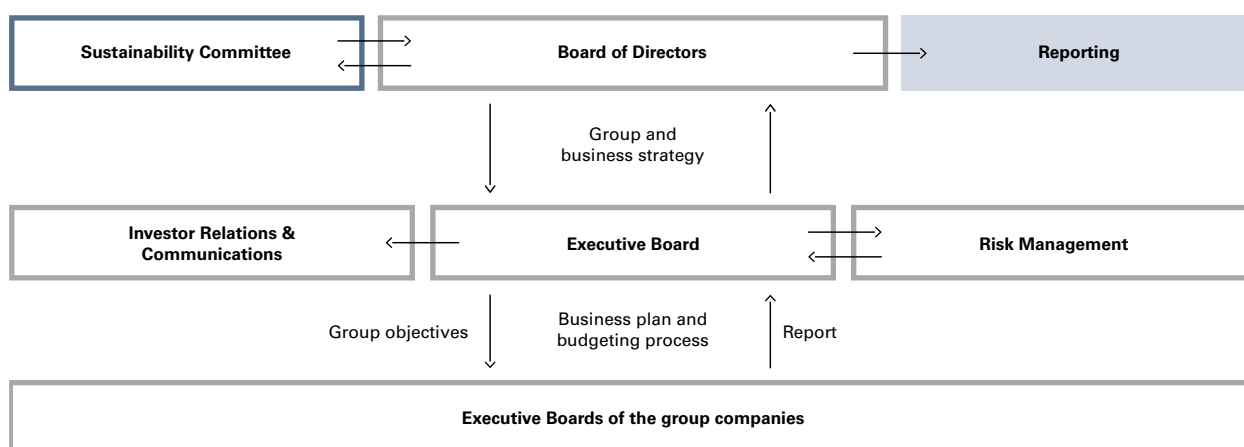 Sustainability Committee
Board of Directors
Reporting
Group and
business strategy
Investor Relations &
Communications
Executive Board
Risk Management
Group objectives
Business plan and
budgeting process
Report
Executive Boards of the group companies